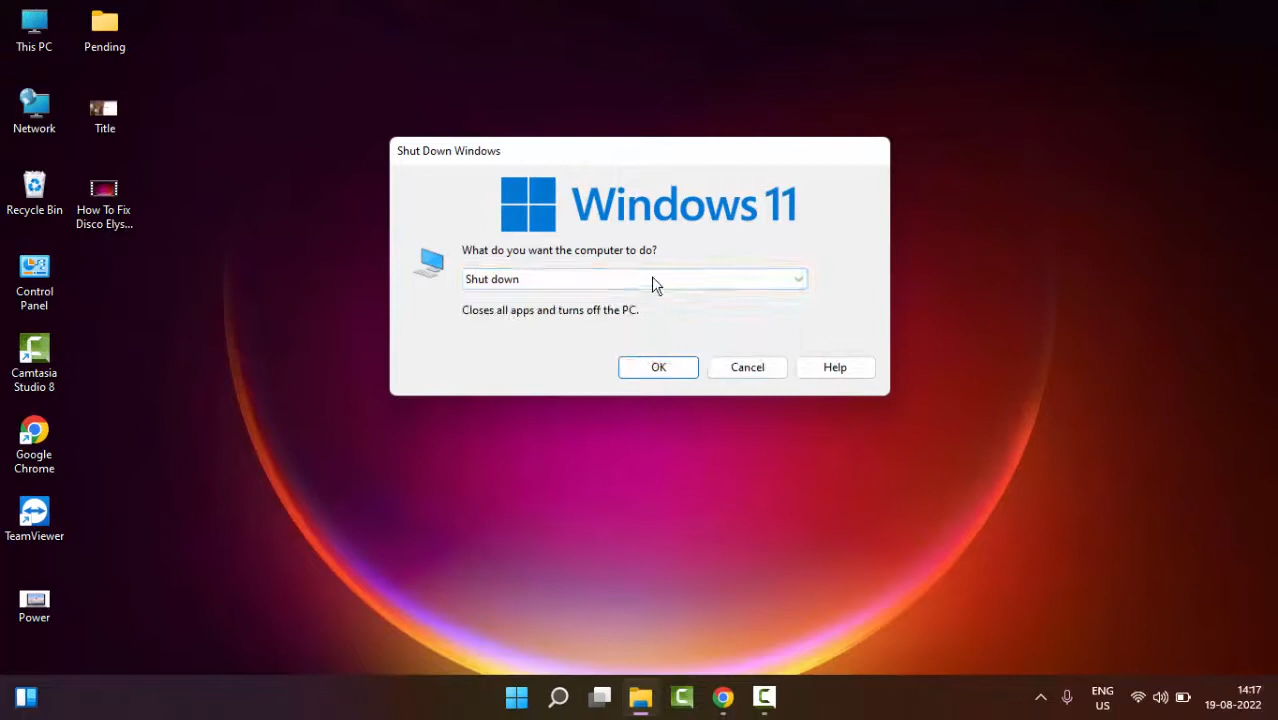 This PC
Pending
Network
Title
Recycle Bin
How To Fix
Disco Elys...
Control
Panel
Camtasia
Studio 8
Google
Chrome
TeamViewer
Power
Shut Down Windows
Windows 11
What do you want the computer to do?
Shut down
Closes all apps and turns off the PC.
OK
Cancel
Help
ENG
US
14:17
19-08-2022